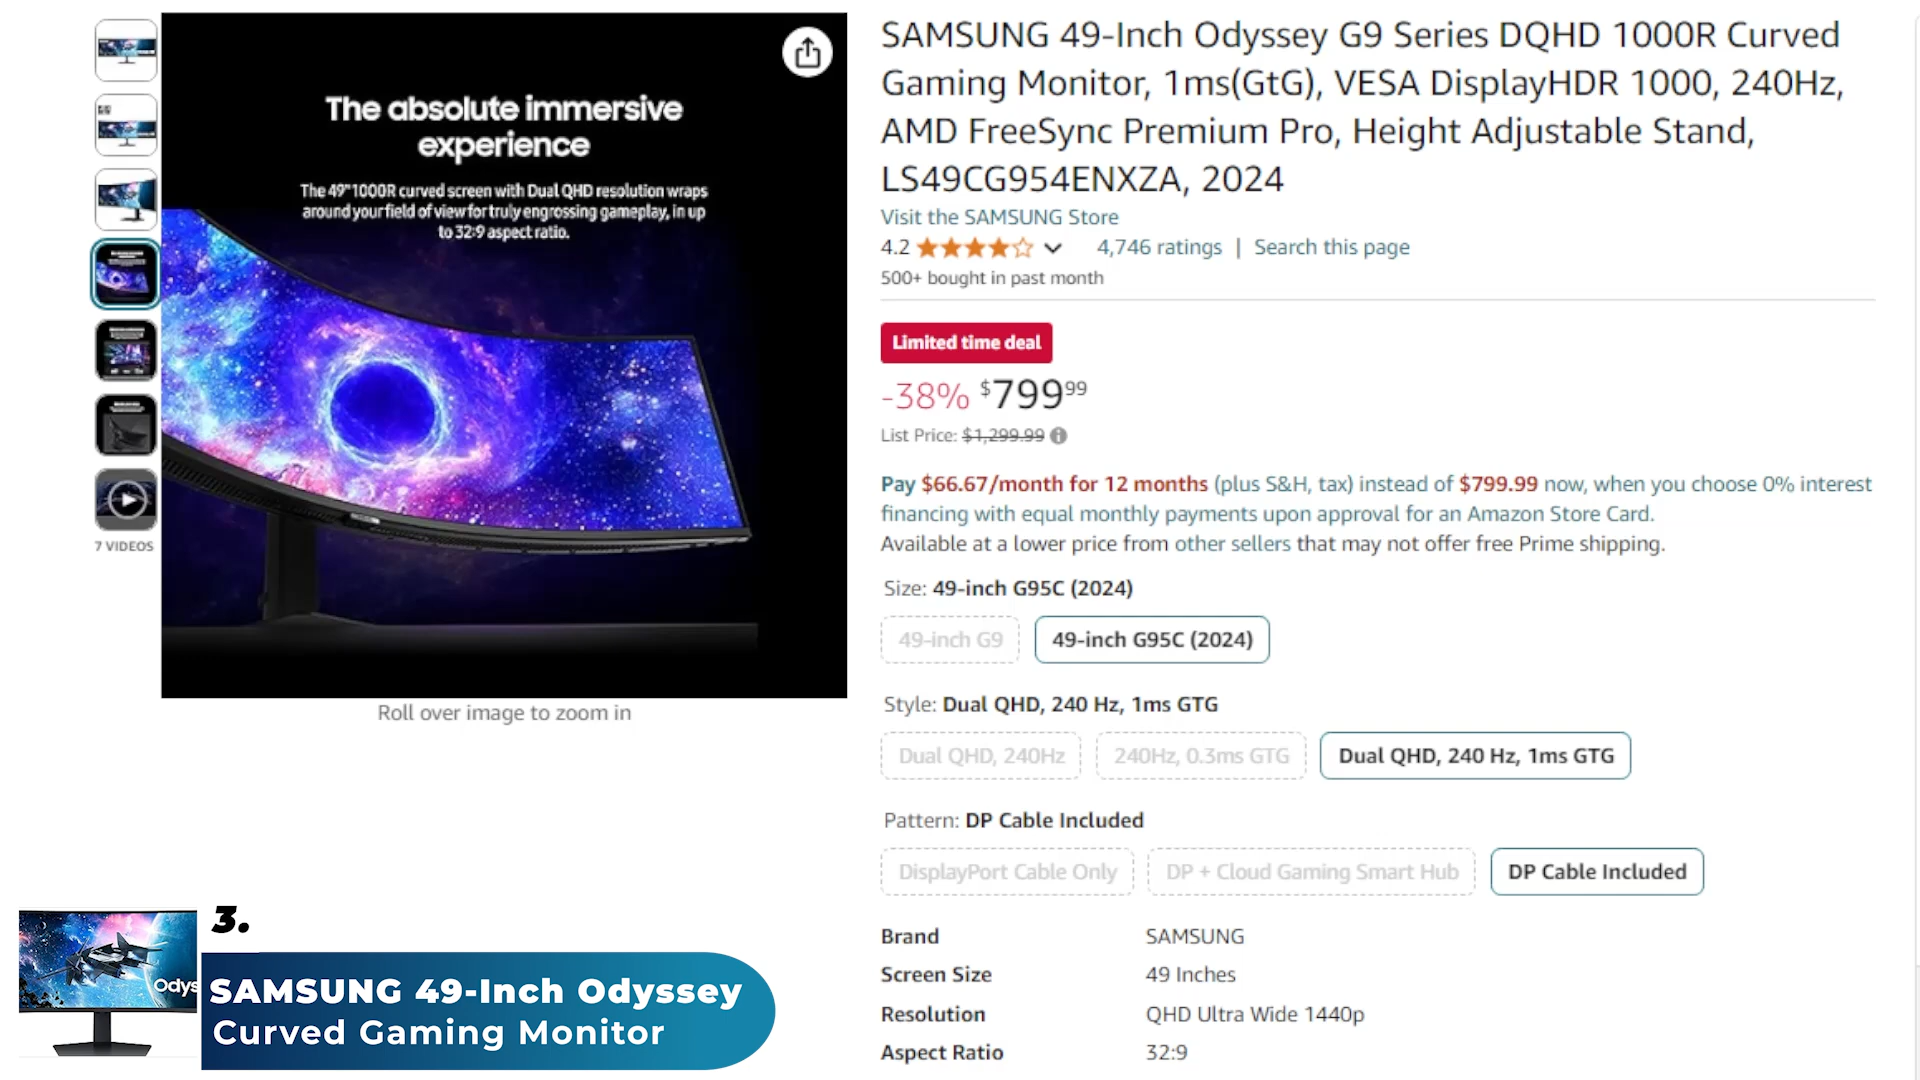 The absolute immersive
experience
The 49" 1000R curved screen with Dual QHD resolution wraps
around your field of view for truly engrossing gameplay, in up
to 32:9 aspect ratio.
7 VIDEOS
Roll over image to zoom in
SAMSUNG 49-Inch Odyssey G9 Series DQHD 1000R Curved
Gaming Monitor, 1ms(GtG), VESA DisplayHDR 1000, 240Hz,
AMD FreeSync Premium Pro, Height Adjustable Stand,
LS49CG954ENXZA, 2024
Visit the SAMSUNG Store
4.2 4,746 ratings | Search this page
500+ bought in past month
Limited time deal
-38% $799.99
List Price: $1,299.99
Pay $66.67/month for 12 months (plus S&H, tax) instead of $799.99 now, when you choose 0% interest
financing with equal monthly payments upon approval for an Amazon Store Card.
Available at a lower price from other sellers that may not offer free Prime shipping.
Size: 49-inch G95C (2024)
49-inch G9 49-inch G95C (2024)
Style: Dual QHD, 240 Hz, 1ms GTG
Dual QHD, 240Hz 240Hz, 0.3ms GTG Dual QHD, 240 Hz, 1ms GTG
Pattern: DP Cable Included
DisplayPort Cable Only DP + Cloud Gaming Smart Hub DP Cable Included
Brand SAMSUNG
Screen Size 49 Inches
Resolution QHD Ultra Wide 1440p
Aspect Ratio 32:9
3.
Odys
SAMSUNG 49-Inch Odyssey
Curved Gaming Monitor